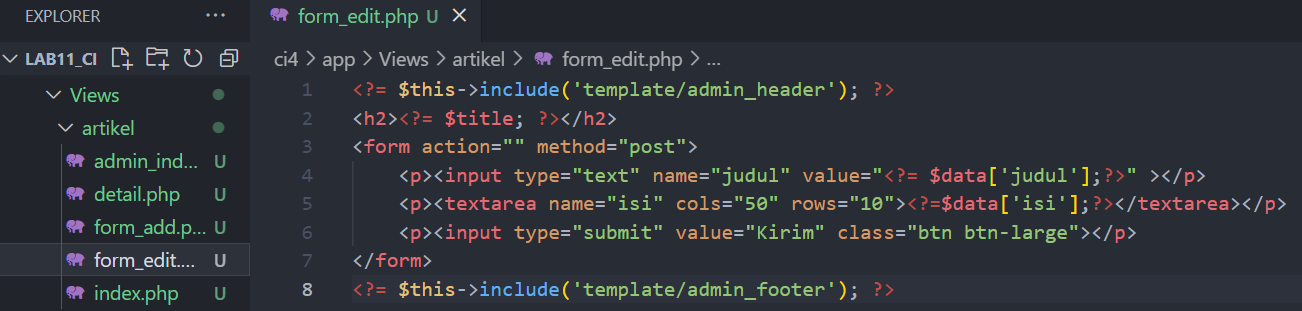 EXPLORER ...
LAB11_CI
Views
artikel
admin_ind... U
detail.php U
form_add.p... U
form_edit.... U
index.php U
form_edit.php U
ci4 > app > Views > artikel > form_edit.php > ...
1 <?= $this->include('template/admin_header'); ?>
2 <h2><?= $title; ?></h2>
3 <form action="" method="post">
4     <p><input type="text" name="judul" value="<?= $data['judul'];?>" ></p>
5     <p><textarea name="isi" cols="50" rows="10"><?=$data['isi'];?></textarea></p>
6     <p><input type="submit" value="Kirim" class="btn btn-large"></p>
7 </form>
8 <?= $this->include('template/admin_footer'); ?>